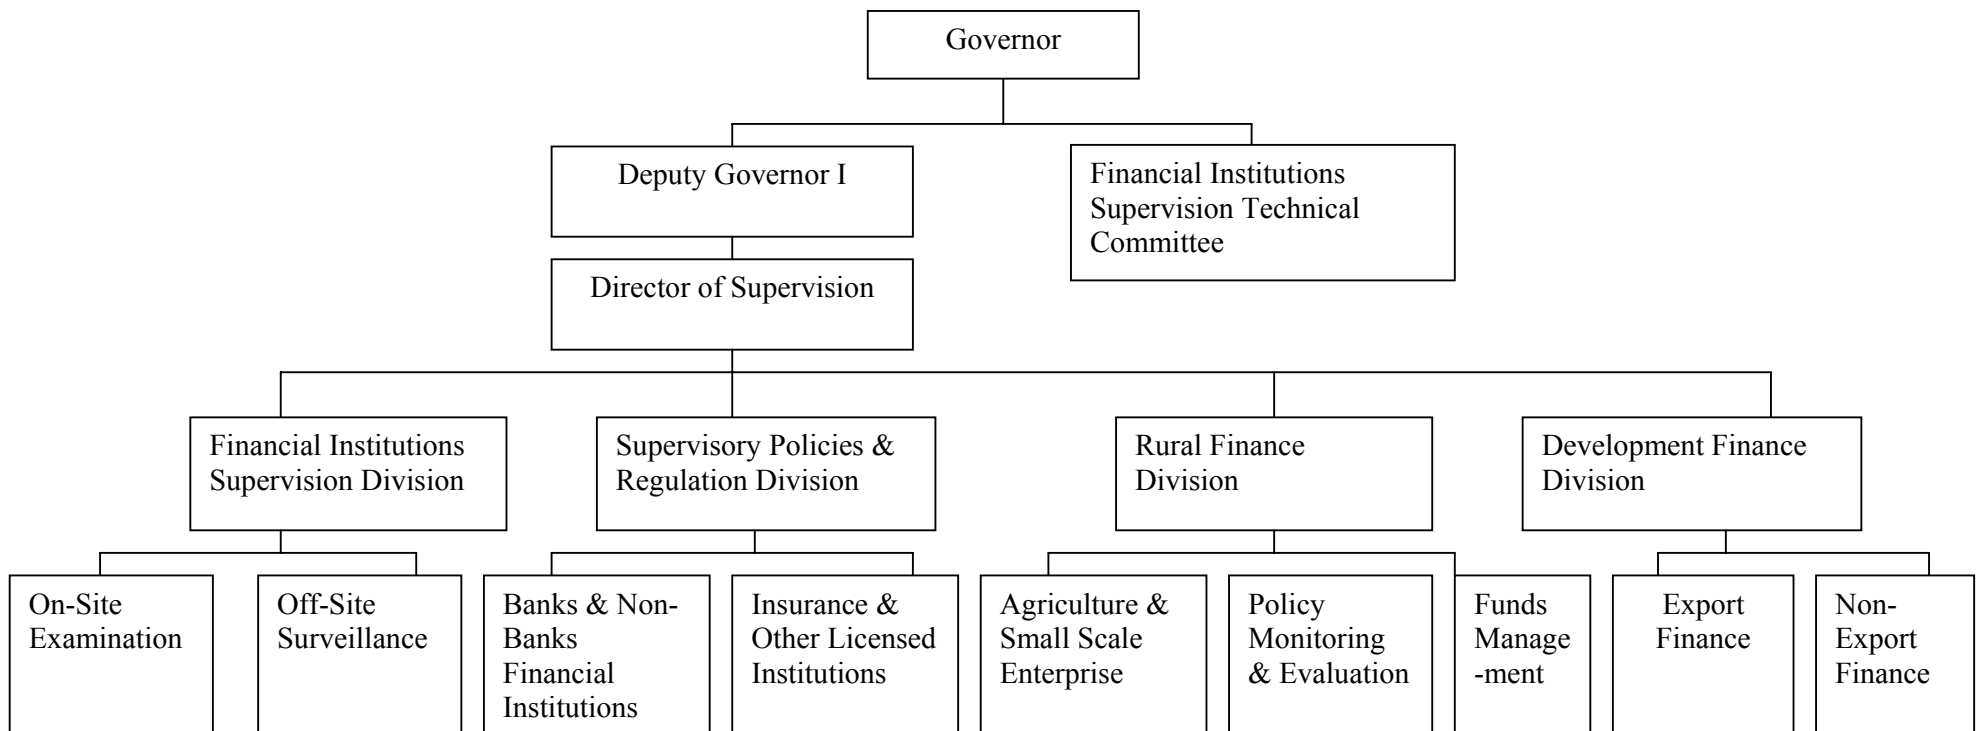 Governor
Deputy Governor I
Financial Institutions
Supervision Technical
Committee
Director of Supervision
Financial Institutions
Supervision Division
Supervisory Policies &
Regulation Division
Rural Finance
Division
Development Finance
Division
On-Site
Examination
Off-Site
Surveillance
Banks & Non-
Banks
Financial
Institutions
Insurance &
Other Licensed
Institutions
Agriculture &
Small Scale
Enterprise
Policy
Monitoring
& Evaluation
Funds
Manage
-ment
Export
Finance
Non-
Export
Finance